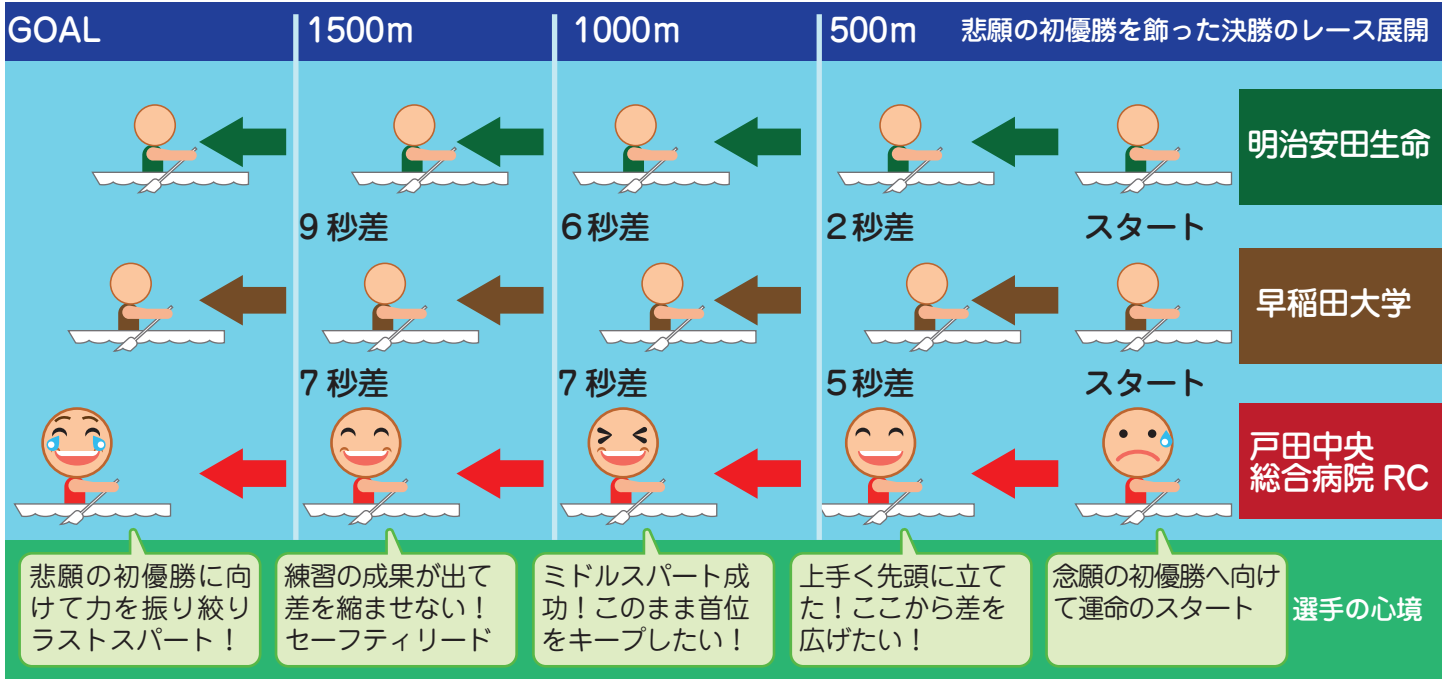 GOAL
1500m
1000m
500m
悲願の初優勝を飾った決勝のレース展開
明治安田生命
9秒差
6秒差
2秒差
スタート
早稲田大学
7秒差
7秒差
5秒差
スタート
戸田中央
総合病院 RC
悲願の初優勝に向
けて力を振り絞り
ラストスパート！
練習の成果が出て
差を縮ませない！
セーフティリード
ミドルスパート成
功！このまま首位
をキープしたい！
上手く先頭に立て
た！ここから差を
広げたい！
念願の初優勝へ向け
て運命のスタート
選手の心境